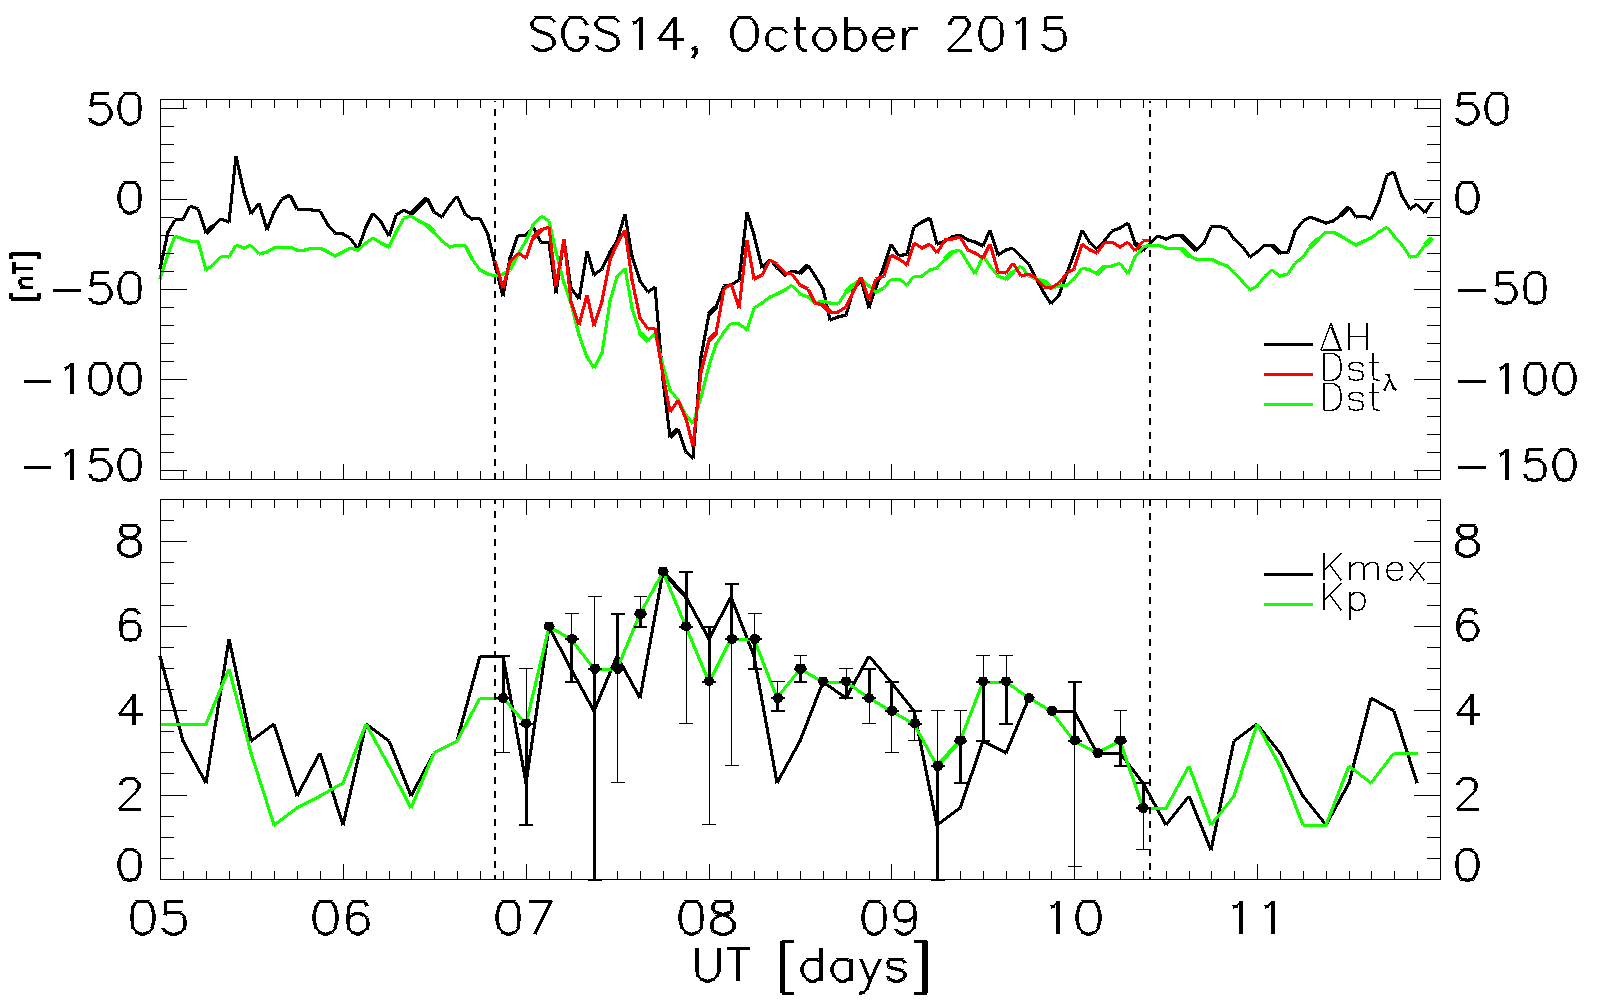 SGS14, October 2015
50 50
0 0
[nT]
−50 −50
ΔH
Dstλ
−100 −100
Dst
−150 −150
8 8
Kmex
Kp
6 6
4 4
2 2
0 0
05 06 07 08 09 10 11
UT [days]